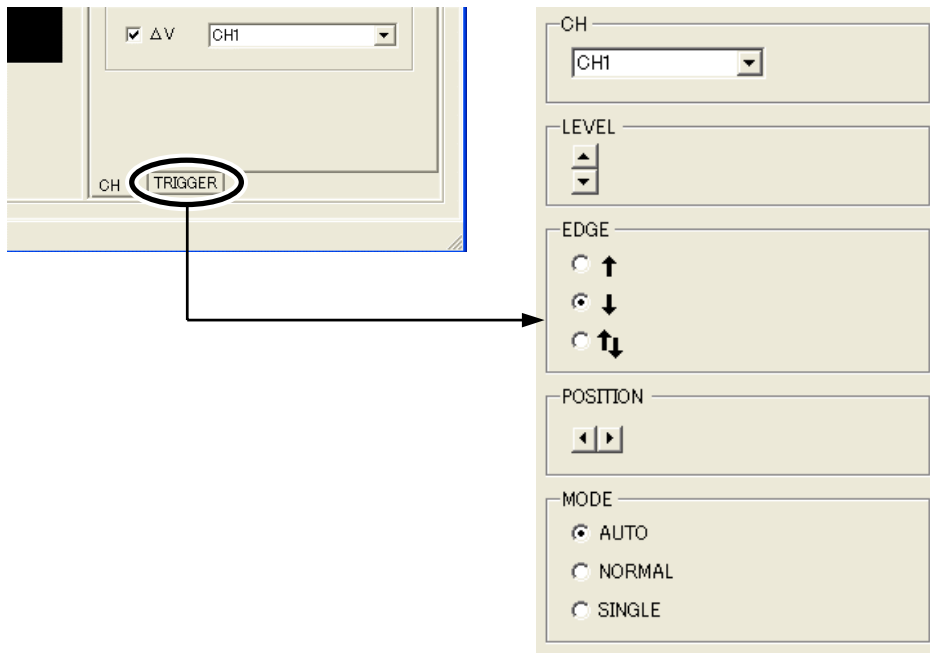 ΔV CH1
CH TRIGGER
CH
CH1
LEVEL
EDGE
↑
↓
↑↓
POSITION
MODE
AUTO
NORMAL
SINGLE